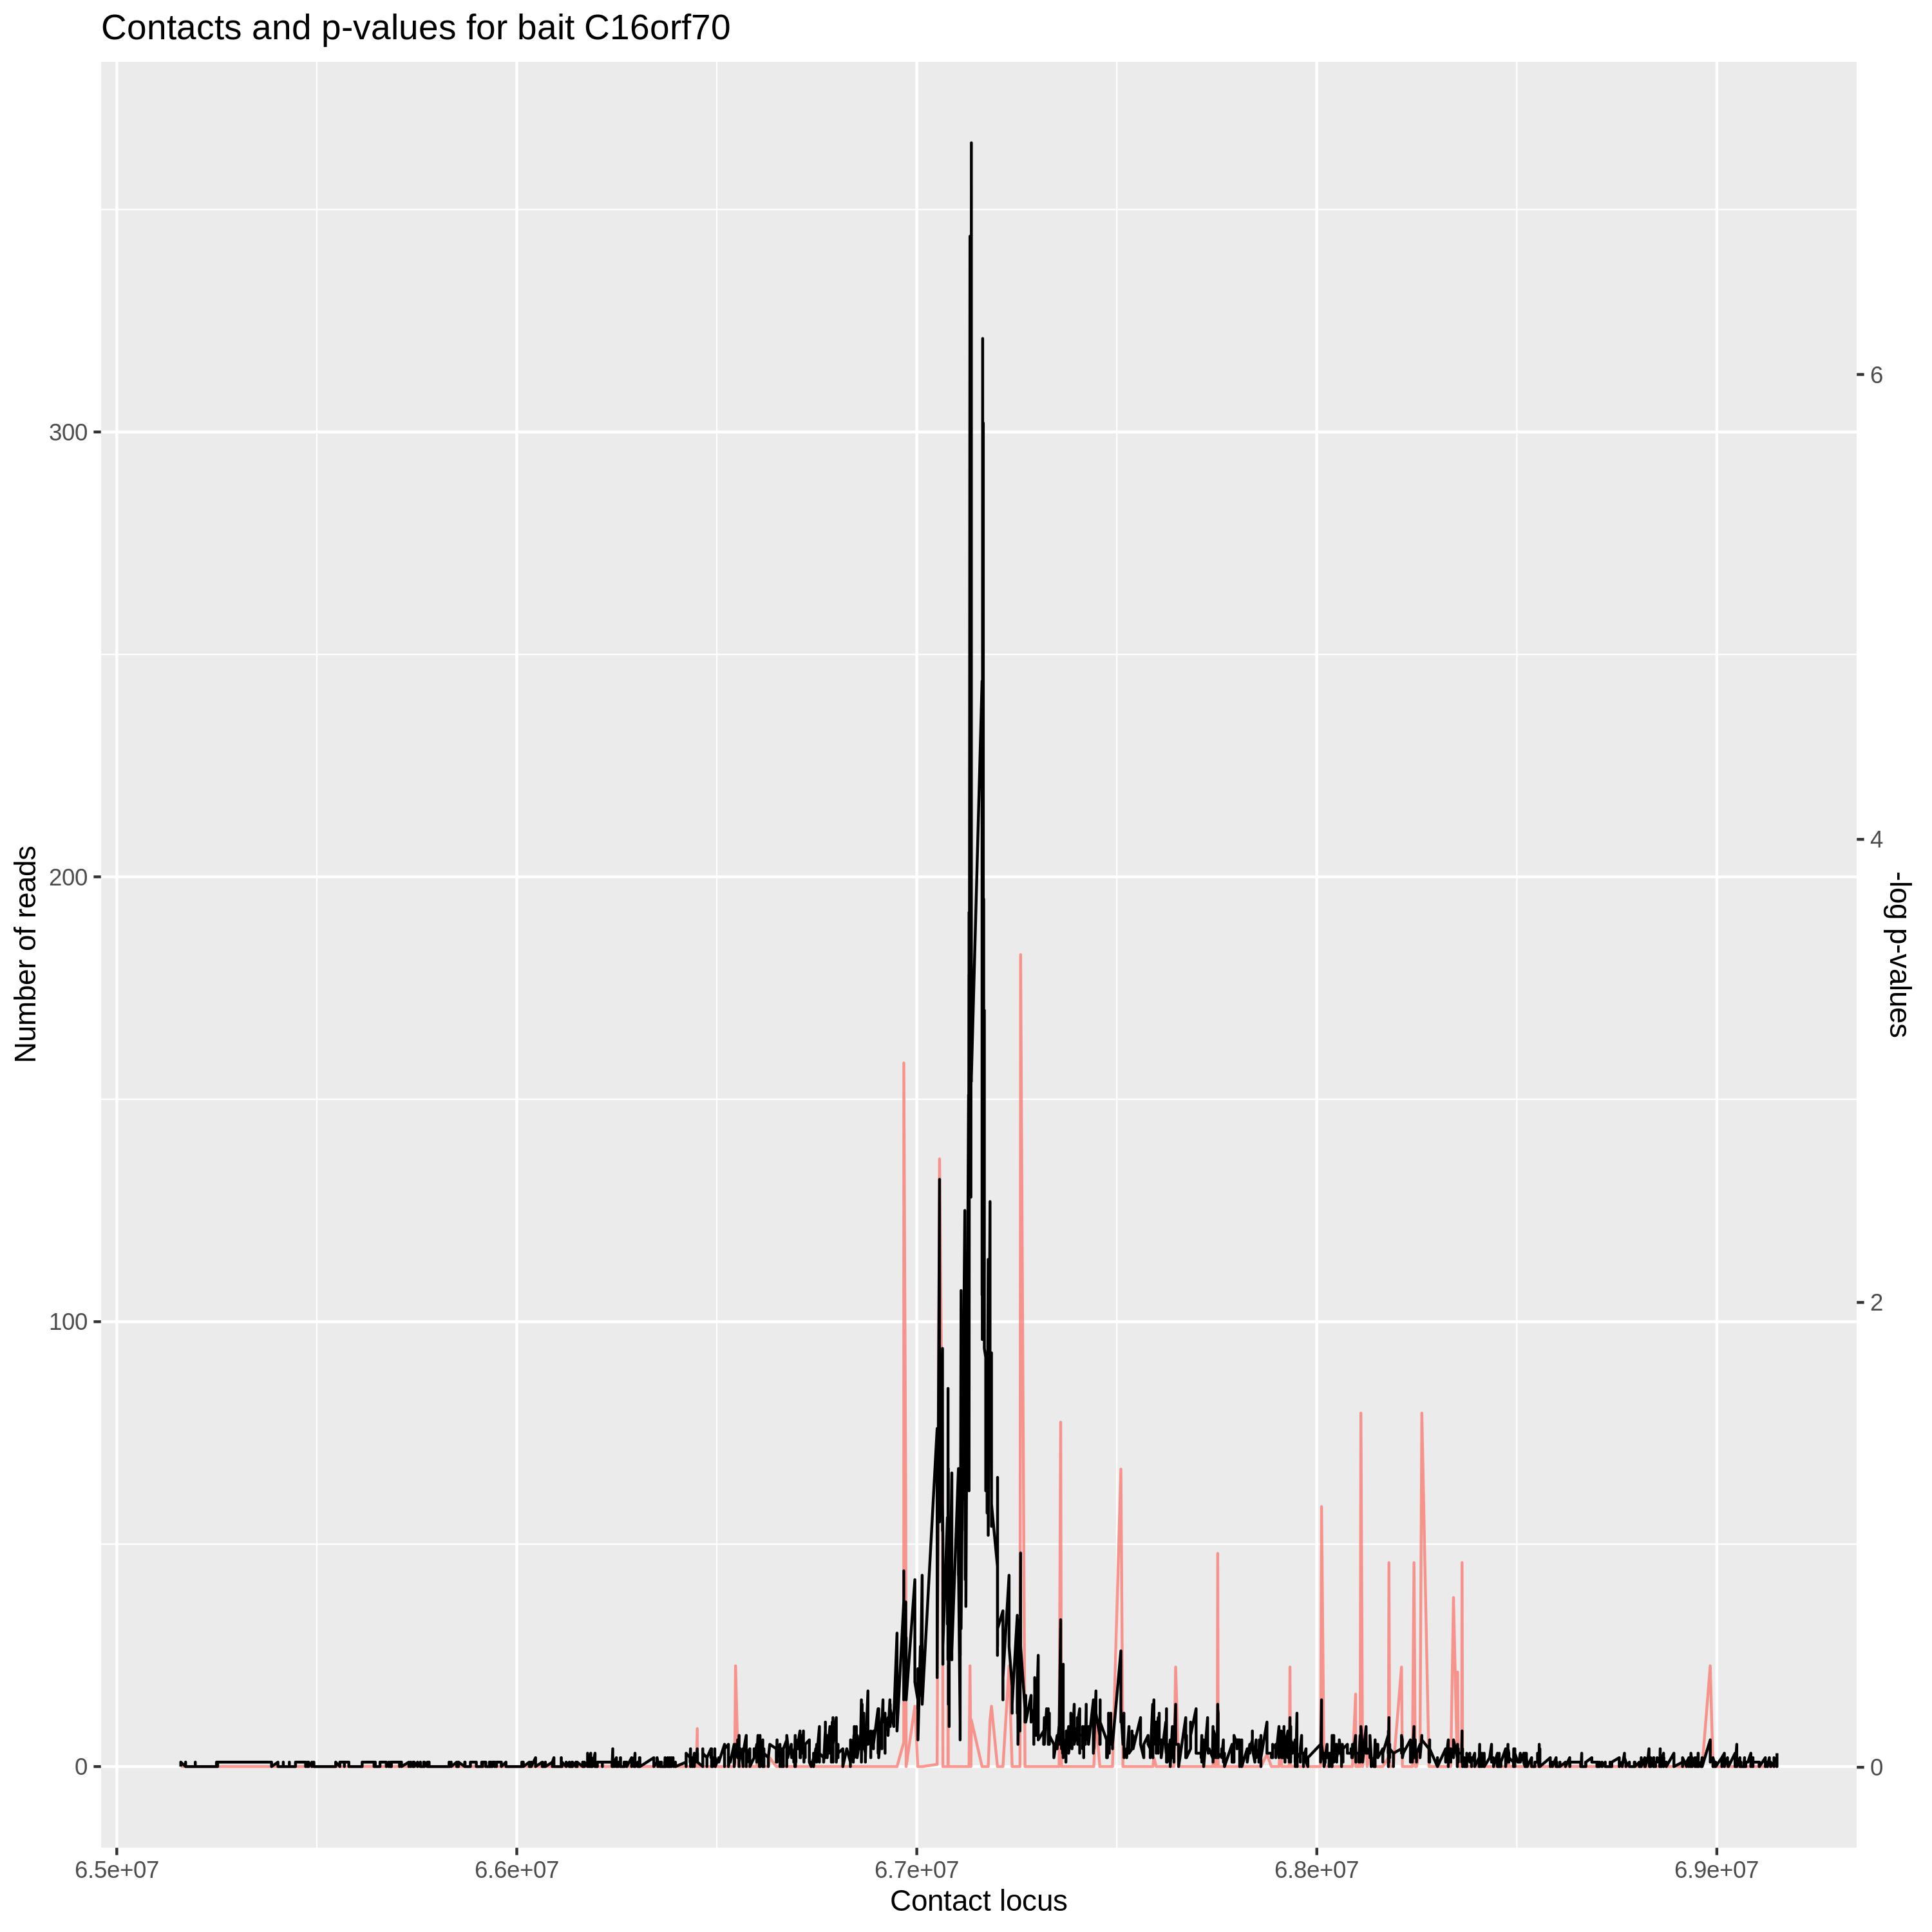 Contacts and p-values for bait C16orf70
300
200
100
0
Number of reads
6
4
2
0
-log p-values
6.5e+07
6.6e+07
6.7e+07
6.8e+07
6.9e+07
Contact locus